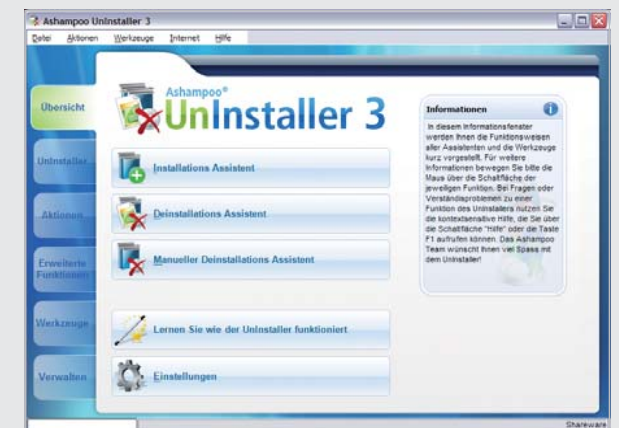 Ashampoo UnInstaller 3
Datei Aktionen Werkzeuge Internet Hilfe
Übersicht
UnInstaller
Aktionen
Erweiterte
Funktionen
Werkzeuge
Verwalten
Ashampoo®
UnInstaller 3
Installations Assistent
Deinstallations Assistent
Manueller Deinstallations Assistent
Lernen Sie wie der UnInstaller funktioniert
Einstellungen
Informationen
In diesem Informationsfenster
werden Ihnen die Funktionsweisen
aller Assistenten und die Werkzeuge
kurz vorgestellt. Für weitere
Informationen bewegen Sie bitte die
Maus über die Schaltfläche der
jeweiligen Funktion. Bei Fragen oder
Verständisproblemen zu einer
Funktion des UnInstallers nutzen Sie
die kontextsensitive Hilfe, die Sie über
die Schaltfläche "Hilfe" oder die Taste
F1 aufrufen können. Das Ashampoo
Team wünscht Ihnen viel Spass mit
dem UnInstaller!
Shareware